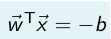 w⃗ᵀx⃗ = −b